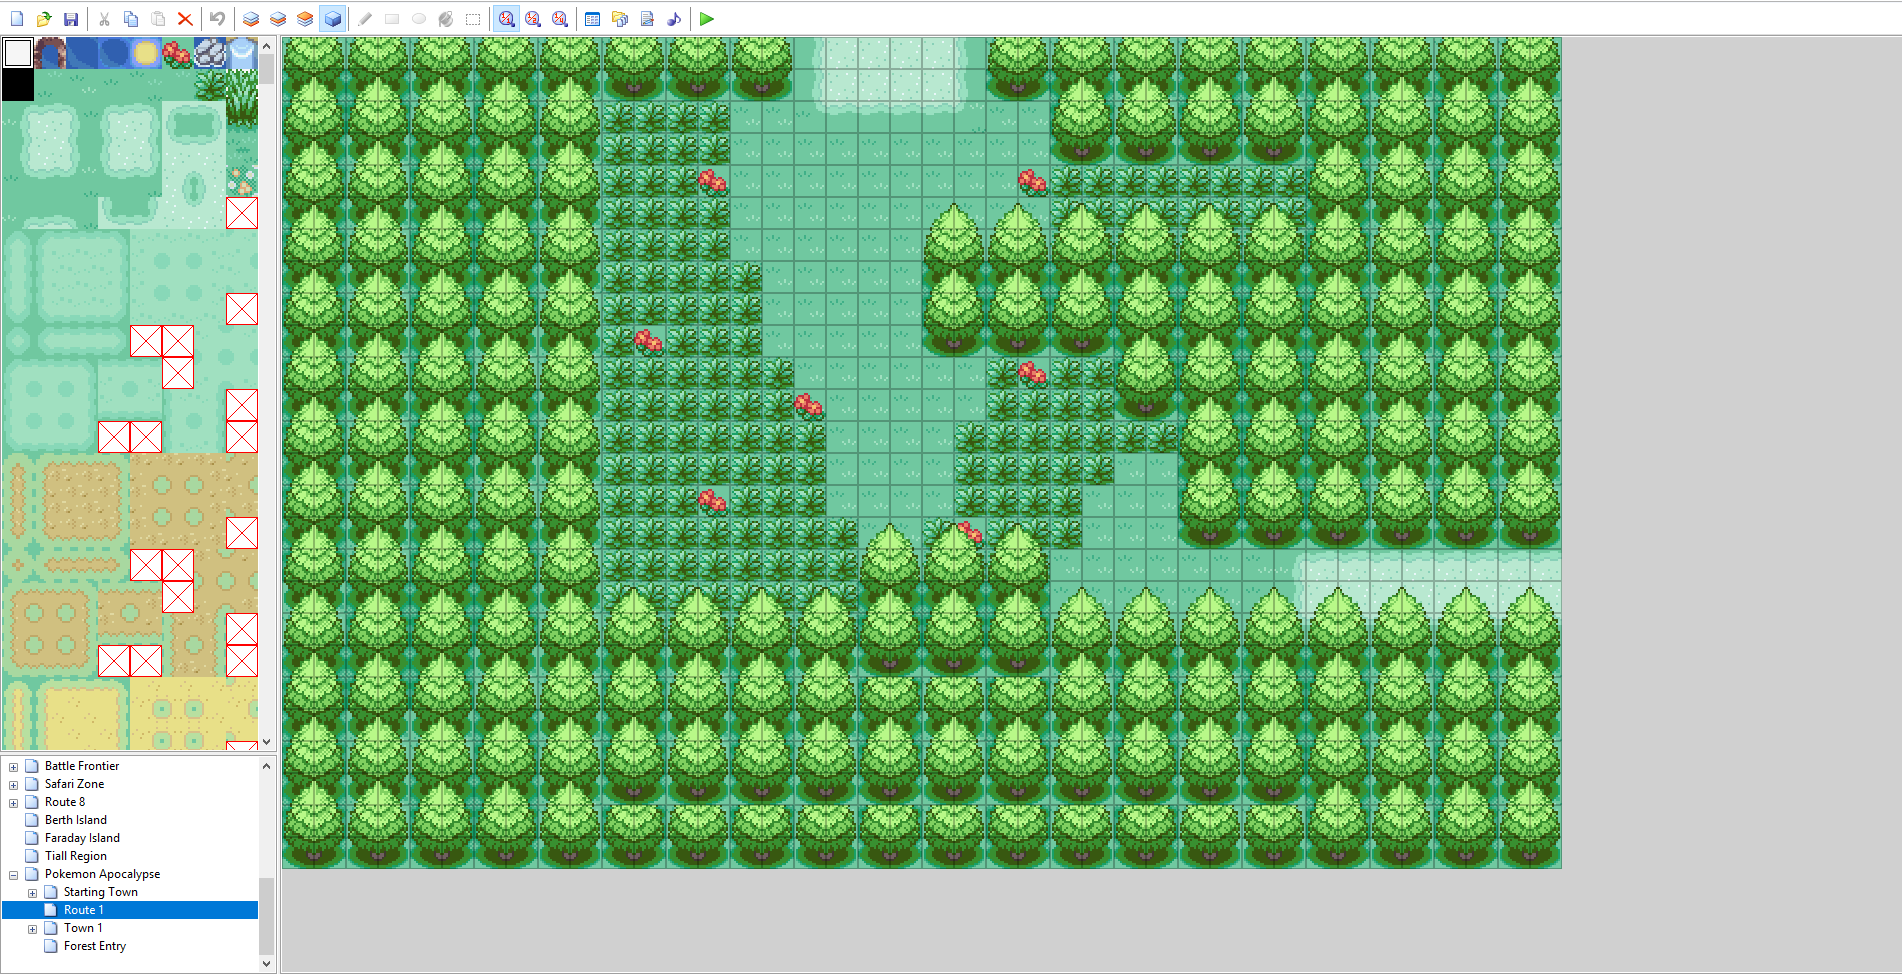 Battle Frontier
Safari Zone
Route 8
Berth Island
Faraday Island
Tiall Region
Pokemon Apocalypse
Starting Town
Route 1
Town 1
Forest Entry